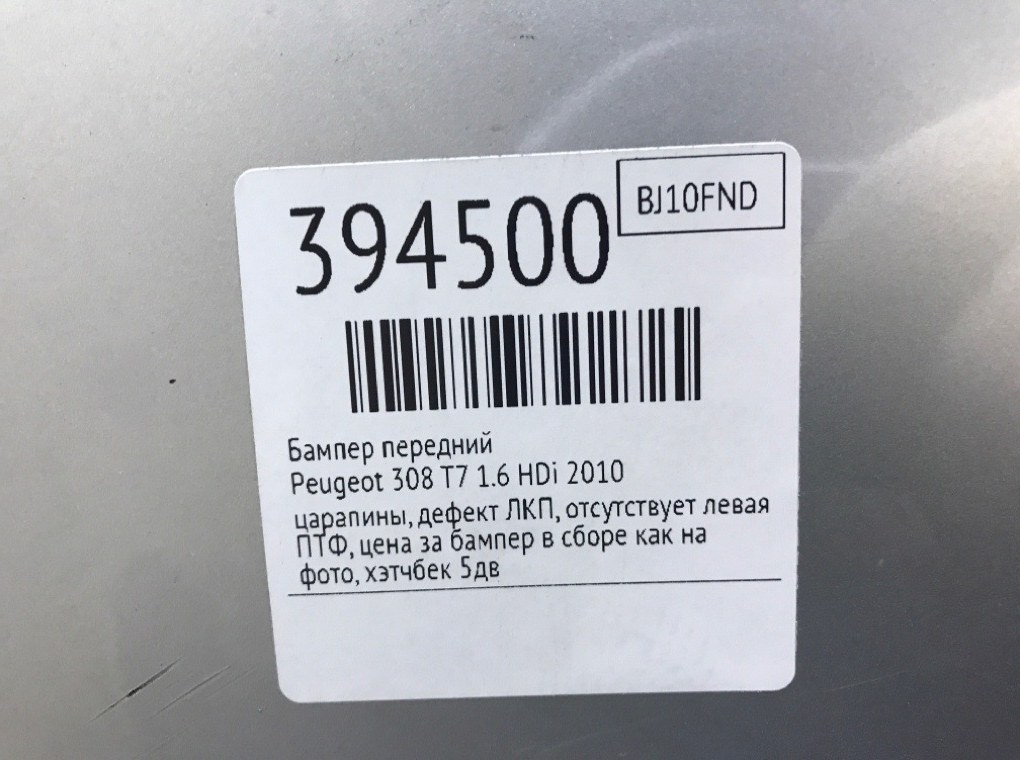 394500
BJ10FND
Бампер передний
Peugeot 308 T7 1.6 HDi 2010
царапины, дефект ЛКП, отсутствует левая
ПТФ, цена за бампер в сборе как на
фото, хэтчбек 5дв